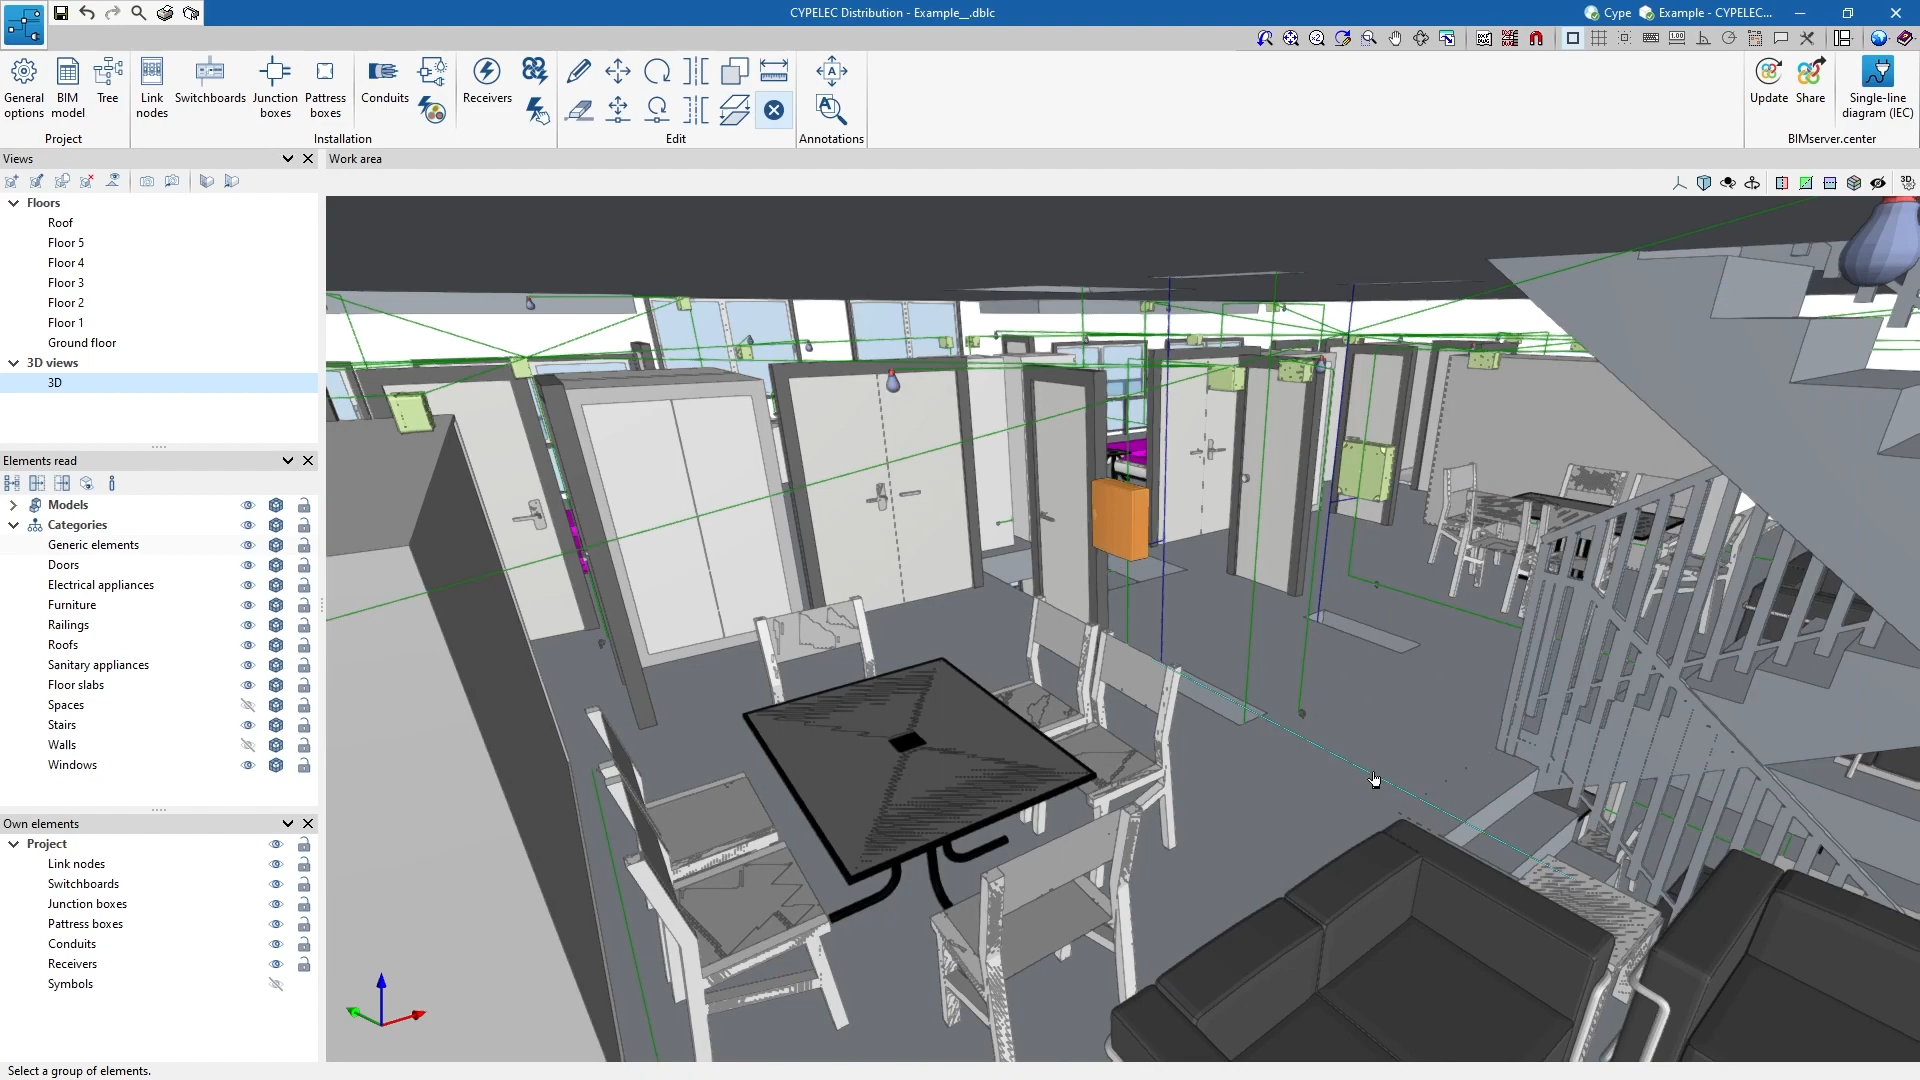 CYPELEC Distribution - Example__.dblc
Cype
Example - CYPELEC...
General options
BIM model
Tree
Link nodes
Switchboards
Junction boxes
Pattress boxes
Conduits
Receivers
Update
Share
Single-line diagram (IEC)
Project
Installation
Edit
Annotations
BIMserver.center
Views
Work area
Floors
Roof
Floor 5
Floor 4
Floor 3
Floor 2
Floor 1
Ground floor
3D views
3D
Elements read
Models
Categories
Generic elements
Doors
Electrical appliances
Furniture
Railings
Roofs
Sanitary appliances
Floor slabs
Spaces
Stairs
Walls
Windows
Own elements
Project
Link nodes
Switchboards
Junction boxes
Pattress boxes
Conduits
Receivers
Symbols
Select a group of elements.